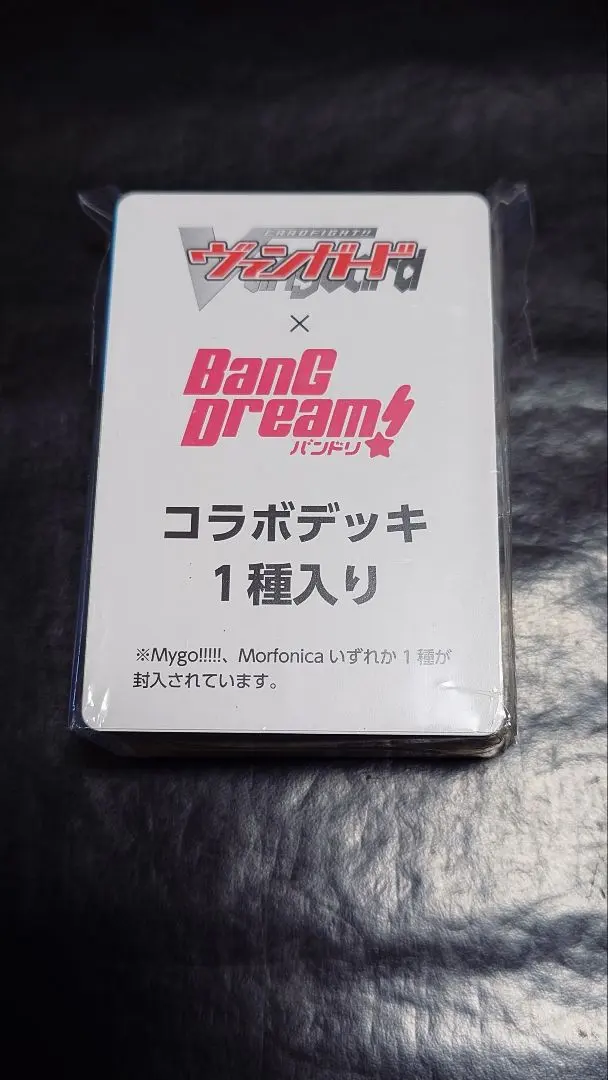 CARDFIGHT!!
ヴァンガード
Vanguard
×
BanG
Dream!
バンドリ
コラボデッキ
1種入り
※Mygo!!!!!、Morfonica いずれか 1 種が
封入されています。